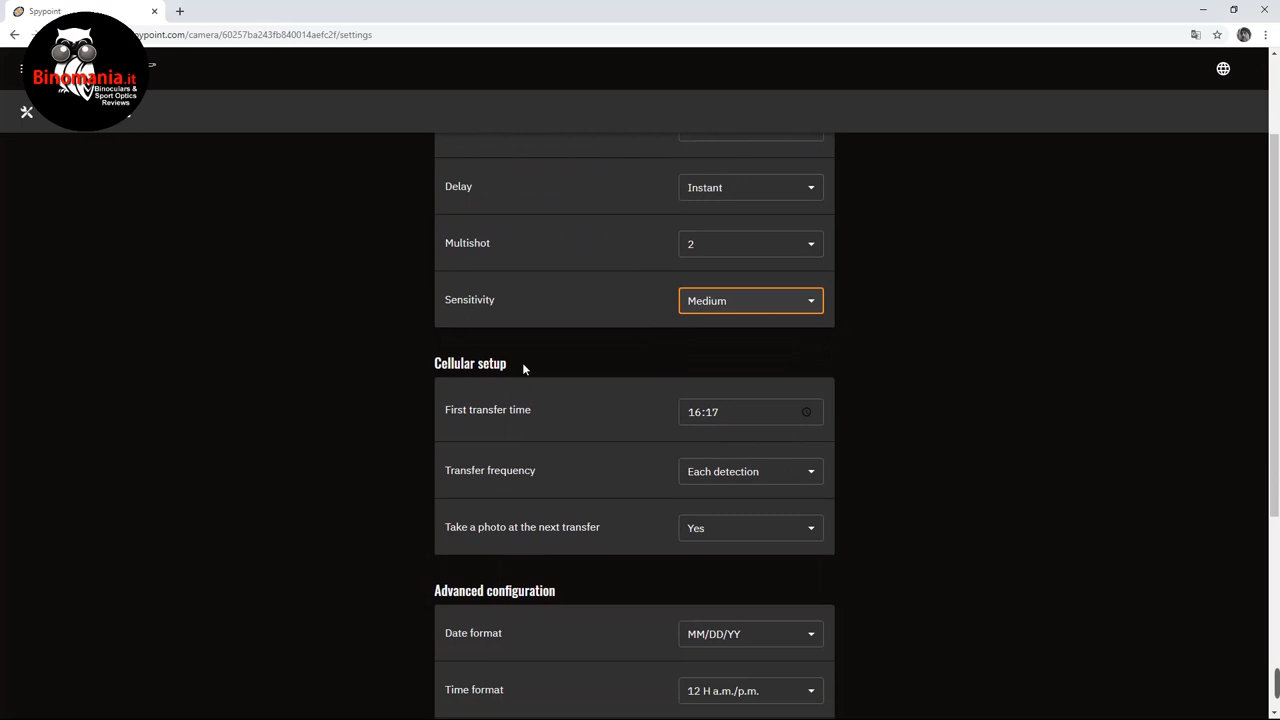 Spypoint
ypoint.com/camera/60257ba243fb840014aefc2f/settings
Binomania.it
Binoculars &
Sport Optics
Reviews
Delay
Instant
Multishot
2
Sensitivity
Medium
Cellular setup
First transfer time
16:17
Transfer frequency
Each detection
Take a photo at the next transfer
Yes
Advanced configuration
Date format
MM/DD/YY
Time format
12 H a.m./p.m.